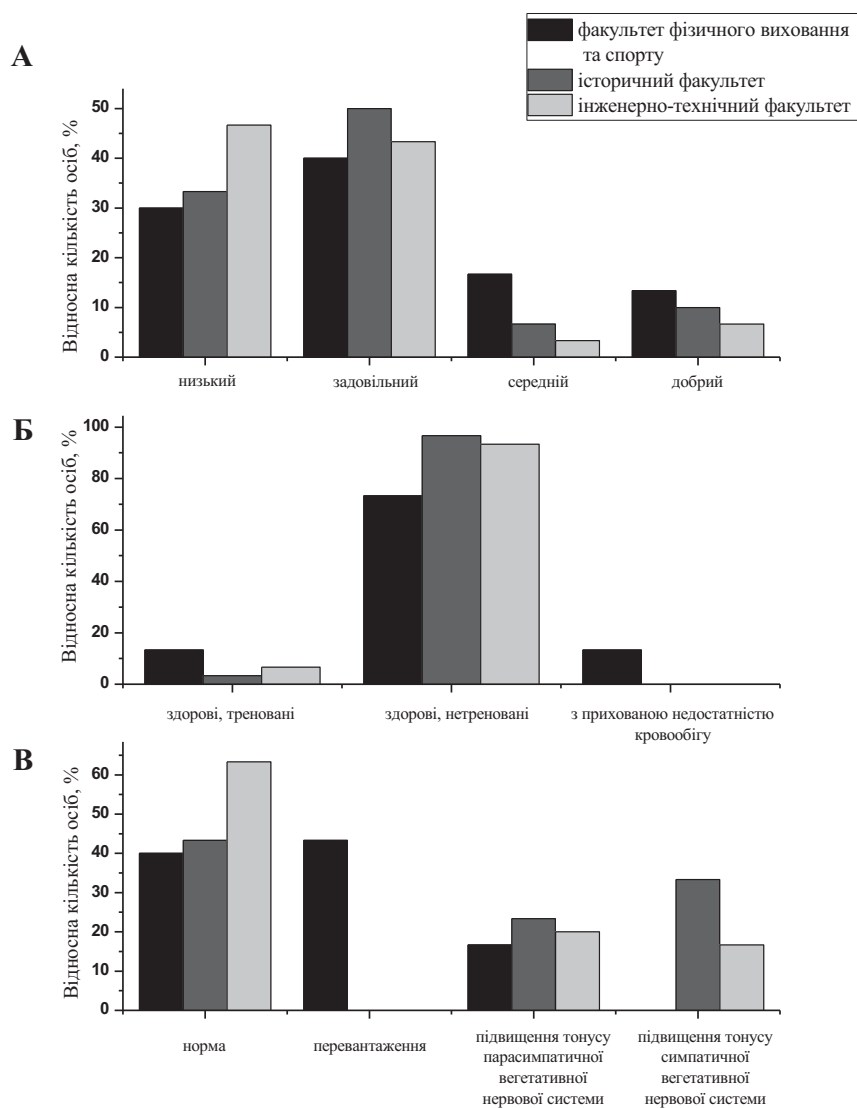 факультет фізичного виховання
та спорту
історичний факультет
інженерно-технічний факультет
А
Відносна кількість осіб, %
50
40
30
20
10
0
низький
задовільний
середній
добрий
Б
Відносна кількість осіб, %
100
80
60
40
20
0
здорові, треновані
здорові, нетреновані
з прихованою недостатністю
кровообігу
В
Відносна кількість осіб, %
60
50
40
30
20
10
0
норма
перевантаження
підвищення тонусу
парасимпатичної
вегетативної
нервової системи
підвищення тонусу
симпатичної
вегетативної
нервової системи